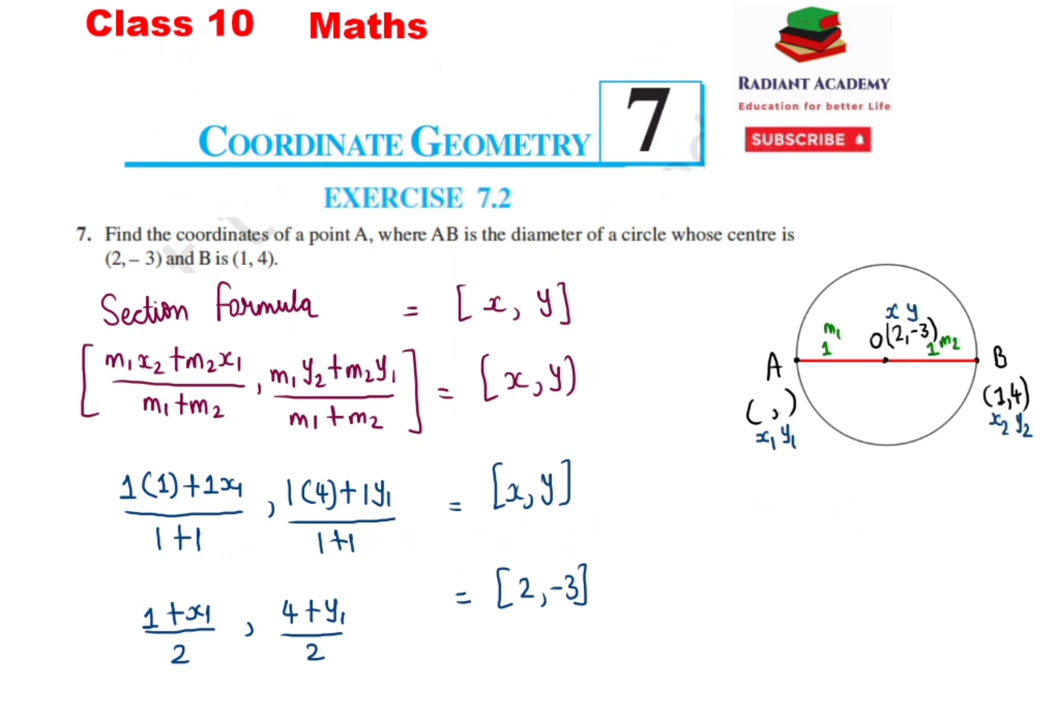 Class 10 Maths
RADIANT ACADEMY
Education for better Life
SUBSCRIBE
COORDINATE GEOMETRY 7
EXERCISE 7.2
7. Find the coordinates of a point A, where AB is the diameter of a circle whose centre is
(2, – 3) and B is (1, 4).
Section formula = [x, y]
[(m₁x₂+m₂x₁)/(m₁+m₂), (m₁y₂+m₂y₁)/(m₁+m₂)] = [x, y)
(1(1)+1x₁)/(1+1), (1(4)+1y₁)/(1+1) = [x, y]
(1+x₁)/2, (4+y₁)/2 = [2, -3]
x y
m₁ O(2,-3)
1 1 m₂
A B
( , ) (1,4)
x₁ y₁ x₂ y₂